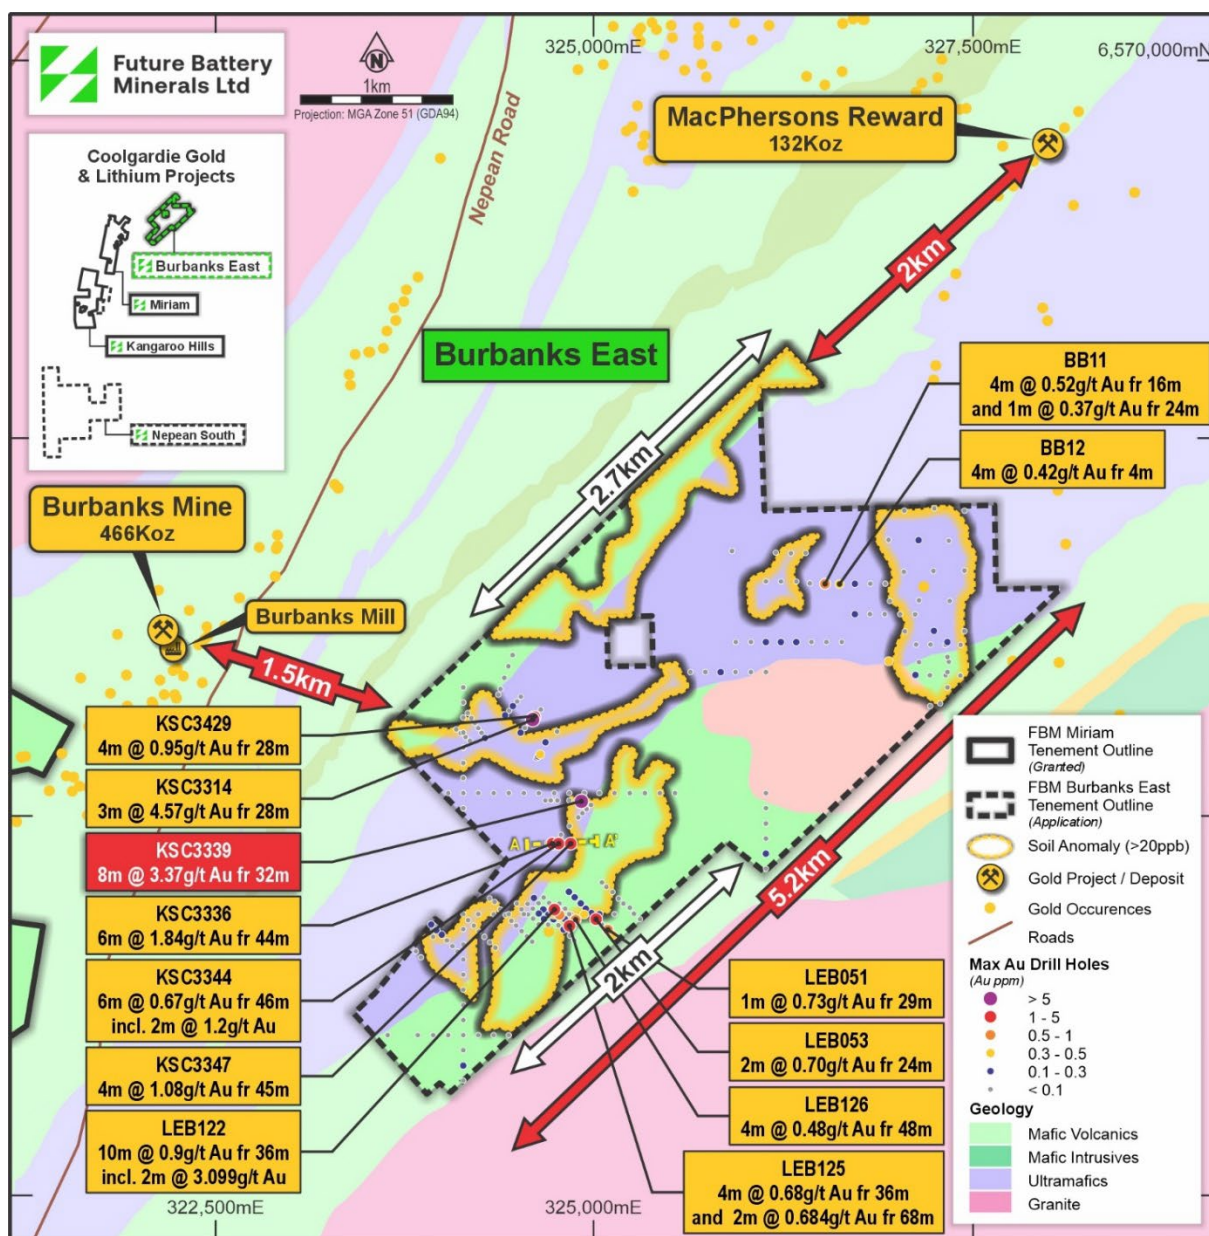 Future Battery
Minerals Ltd
N
1km
Projection: MGA Zone 51 (GDA94)
325,000mE
327,500mE
6,570,000mN
Nepean Road
MacPhersons Reward
132Koz
Coolgardie Gold
& Lithium Projects
Burbanks East
Miriam
Kangaroo Hills
Nepean South
2km
Burbanks East
2.7km
BB11
4m @ 0.52g/t Au fr 16m
and 1m @ 0.37g/t Au fr 24m
BB12
4m @ 0.42g/t Au fr 4m
Burbanks Mine
466Koz
Burbanks Mill
1.5km
KSC3429
4m @ 0.95g/t Au fr 28m
KSC3314
3m @ 4.57g/t Au fr 28m
KSC3339
8m @ 3.37g/t Au fr 32m
KSC3336
6m @ 1.84g/t Au fr 44m
KSC3344
6m @ 0.67g/t Au fr 46m
incl. 2m @ 1.2g/t Au
KSC3347
4m @ 1.08g/t Au fr 45m
LEB122
10m @ 0.9g/t Au fr 36m
incl. 2m @ 3.099g/t Au
A
A'
5.2km
2km
LEB051
1m @ 0.73g/t Au fr 29m
LEB053
2m @ 0.70g/t Au fr 24m
LEB126
4m @ 0.48g/t Au fr 48m
LEB125
4m @ 0.68g/t Au fr 36m
and 2m @ 0.684g/t Au fr 68m
FBM Miriam
Tenement Outline
(Granted)
FBM Burbanks East
Tenement Outline
(Application)
Soil Anomaly (>20ppb)
Gold Project / Deposit
Gold Occurences
Roads
Max Au Drill Holes
(Au ppm)
> 5
1 - 5
0.5 - 1
0.3 - 0.5
0.1 - 0.3
< 0.1
Geology
Mafic Volcanics
Mafic Intrusives
Ultramafics
Granite
322,500mE
325,000mE